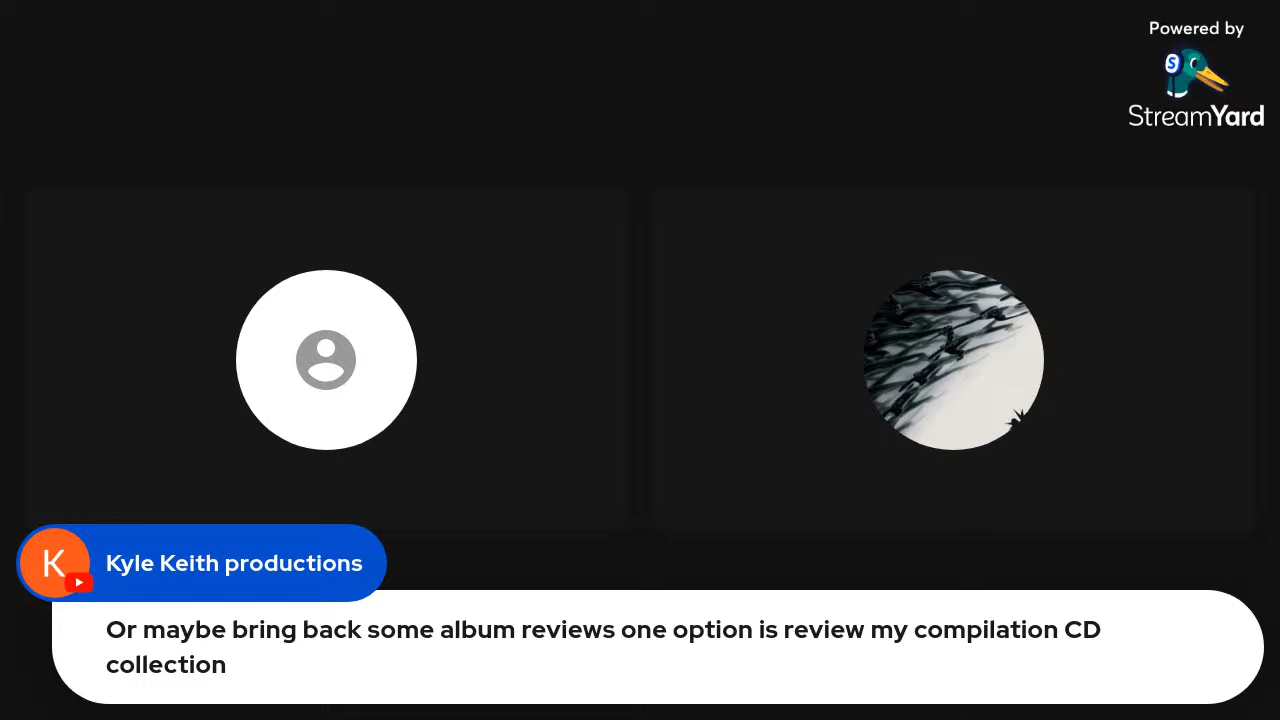 Powered by
S
StreamYard
K
Kyle Keith productions
Or maybe bring back some album reviews one option is review my compilation CD
collection